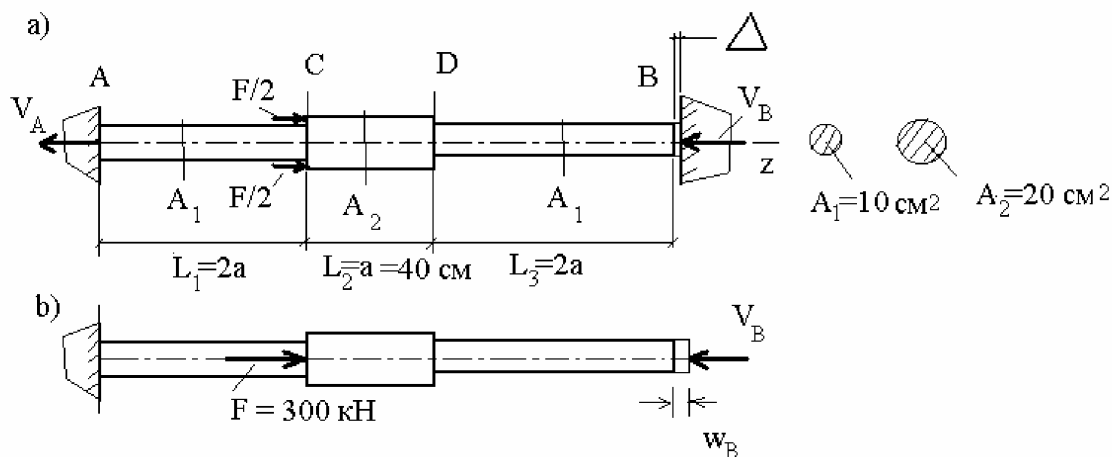 a)
A
C
D
B
△
V_A
F/2
F/2
V_B
z
A_1
A_2
A_1
A_1=10 см²
A_2=20 см²
L_1=2a
L_2=a=40 см
L_3=2a
b)
V_B
F = 300 кН
w_B